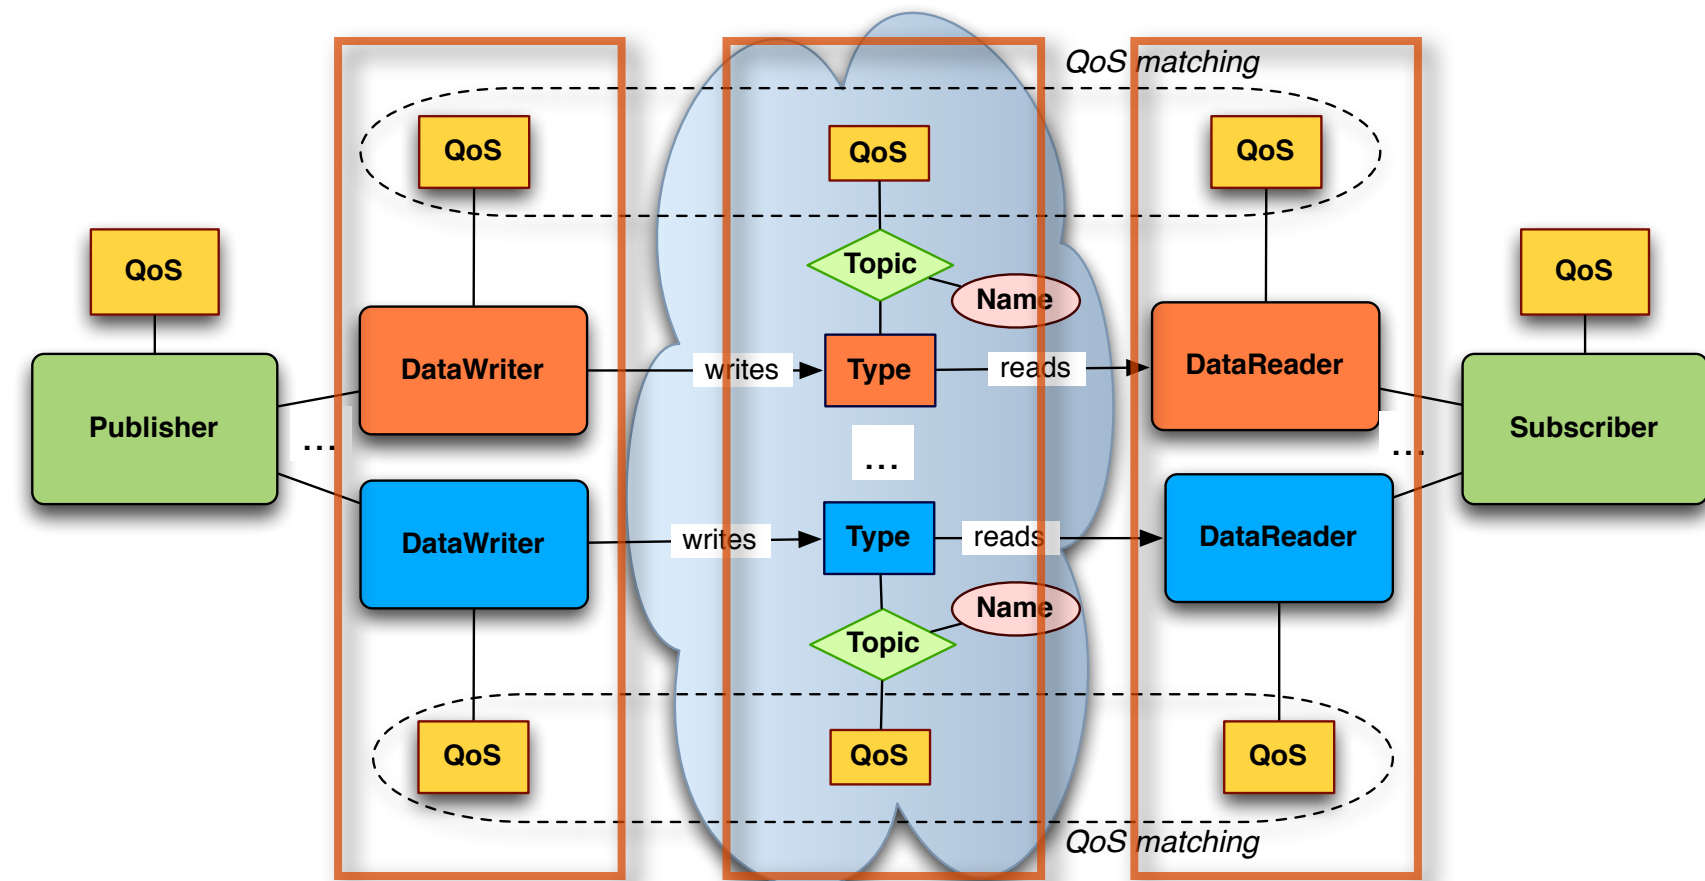 QoS matching
QoS
QoS
QoS
QoS
QoS
Topic
Name
DataWriter
writes
Type
reads
DataReader
Publisher
...
...
...
Subscriber
DataWriter
writes
Type
reads
DataReader
Name
Topic
QoS
QoS
QoS
QoS matching